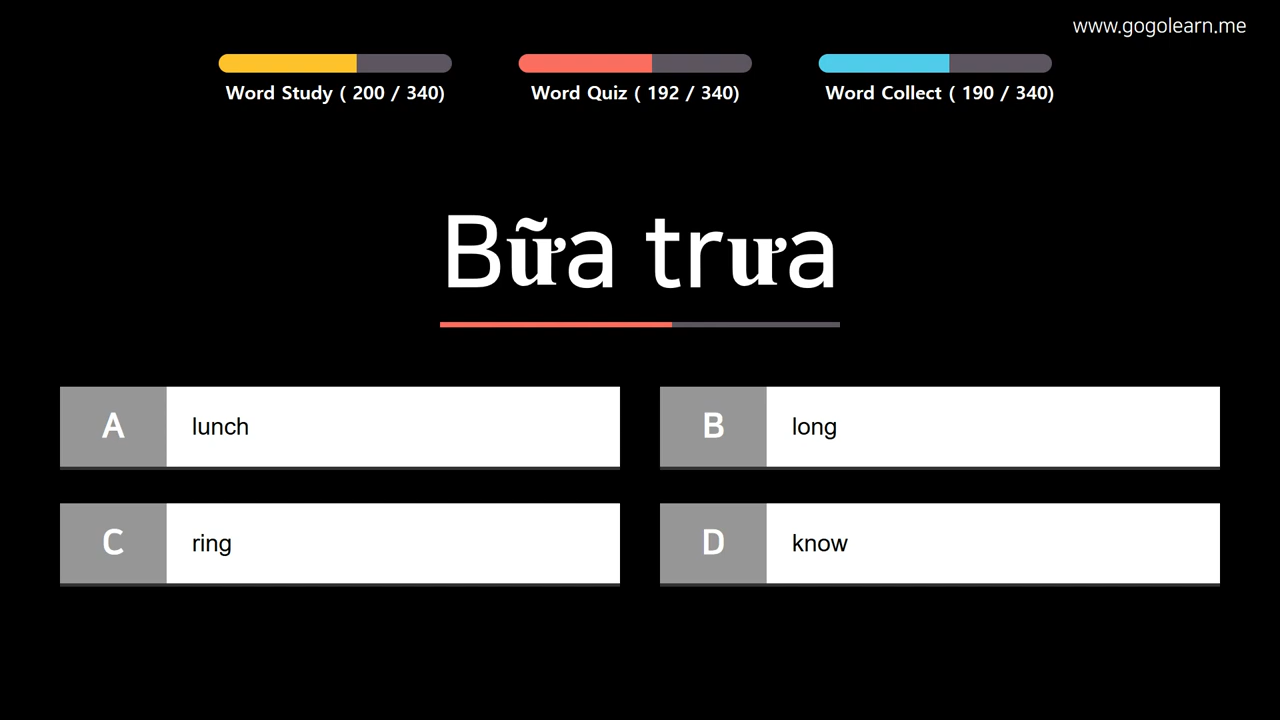 www.gogolearn.me
Word Study ( 200 / 340)
Word Quiz ( 192 / 340)
Word Collect ( 190 / 340)
Bữa trưa
A lunch
B long
C ring
D know